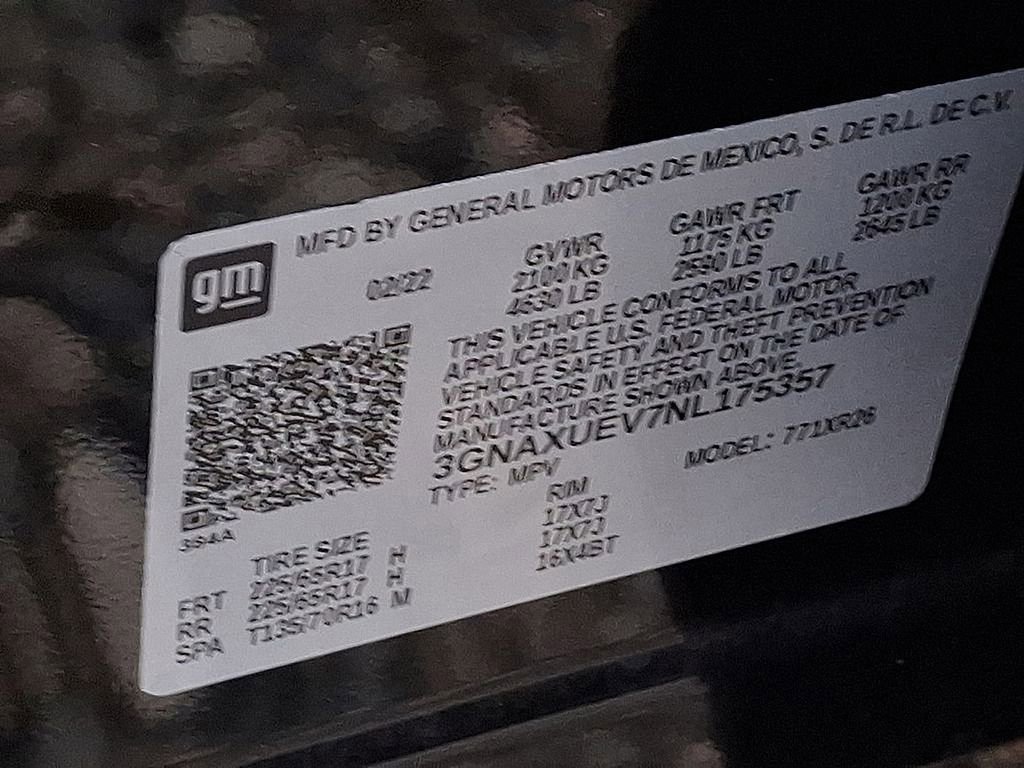 gm
MFD BY GENERAL MOTORS DE MEXICO, S. DE R.L. DE C.V.
02/22 GVWR GAWR FRT GAWR RR
2100 KG 1175 KG 1200 KG
4630 LB 2590 LB 2645 LB
THIS VEHICLE CONFORMS TO ALL
APPLICABLE U.S. FEDERAL MOTOR
VEHICLE SAFETY AND THEFT PREVENTION
STANDARDS IN EFFECT ON THE DATE OF
MANUFACTURE SHOWN ABOVE.
3GNAXUEV7NL175357
TYPE: MPV MODEL: 771XR26
394A
TIRE SIZE RIM
FRT 225/65R17 H 17X7J
RR 225/65R17 H 17X7J
SPA T135/70R16 M 16X4BT